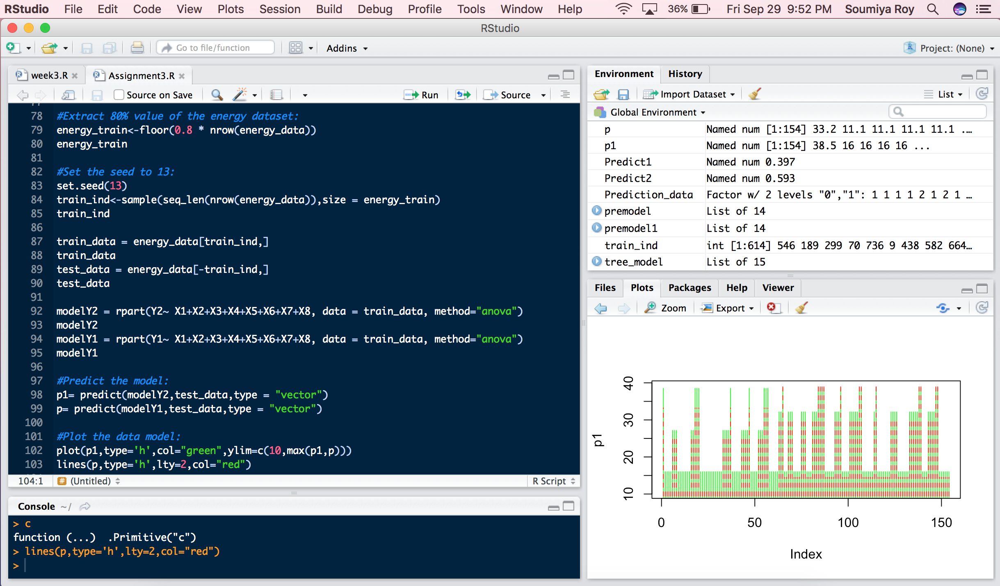 RStudio File Edit Code View Plots Session Build Debug Profile Tools Window Help 36% Fri Sep 29 9:52 PM Soumiya Roy
RStudio
Go to file/function Addins Project: (None)
week3.R Assignment3.R
Source on Save Run Source
78 #Extract 80% value of the energy dataset:
79 energy_train<-floor(0.8 * nrow(energy_data))
80 energy_train
81
82 #Set the seed to 13:
83 set.seed(13)
84 train_ind<-sample(seq_len(nrow(energy_data)),size = energy_train)
85 train_ind
86
87 train_data = energy_data[train_ind,]
88 train_data
89 test_data = energy_data[-train_ind,]
90 test_data
91
92 modelY2 = rpart(Y2~ X1+X2+X3+X4+X5+X6+X7+X8, data = train_data, method="anova")
93 modelY2
94 modelY1 = rpart(Y1~ X1+X2+X3+X4+X5+X6+X7+X8, data = train_data, method="anova")
95 modelY1
96
97 #Predict the model:
98 p1= predict(modelY2,test_data,type = "vector")
99 p= predict(modelY1,test_data,type = "vector")
100
101 #Plot the data model:
102 plot(p1,type='h',col="green",ylim=c(10,max(p1,p)))
103 lines(p,type='h',lty=2,col="red")
104:1 # (Untitled) R Script
Console ~/
> c
function (...) .Primitive("c")
> lines(p,type='h',lty=2,col="red")
>
Environment History
Import Dataset List
Global Environment
p Named num [1:154] 33.2 11.1 11.1 11.1 11.1 ...
p1 Named num [1:154] 38.5 16 16 16 16 ...
Predict1 Named num 0.397
Predict2 Named num 0.593
Prediction_data Factor w/ 2 levels "0","1": 1 1 1 1 2 1 2 1 …
premodel List of 14
premodel1 List of 14
train_ind int [1:614] 546 189 299 70 736 9 438 582 664…
tree_model List of 15
Files Plots Packages Help Viewer
Zoom Export
40
30
20
10
p1
0 50 100 150
Index